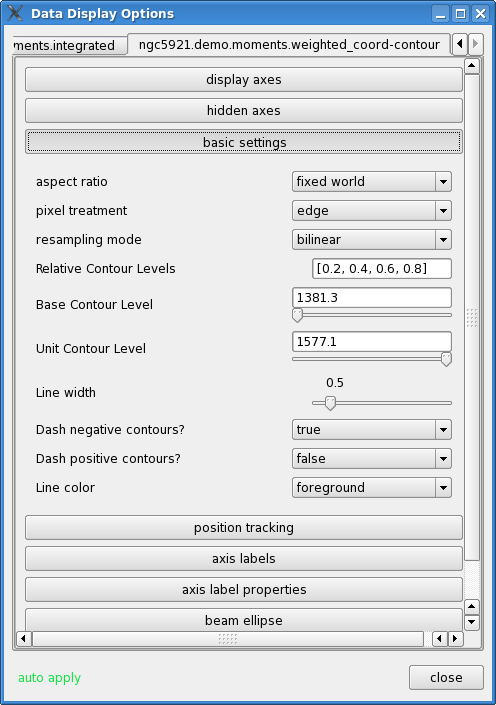 Data Display Options
ments.integrated
ngc5921.demo.moments.weighted_coord-contour
display axes
hidden axes
basic settings
aspect ratio fixed world
pixel treatment edge
resampling mode bilinear
Relative Contour Levels [0.2, 0.4, 0.6, 0.8]
Base Contour Level 1381.3
Unit Contour Level 1577.1
Line width 0.5
Dash negative contours? true
Dash positive contours? false
Line color foreground
position tracking
axis labels
axis label properties
beam ellipse
auto apply close